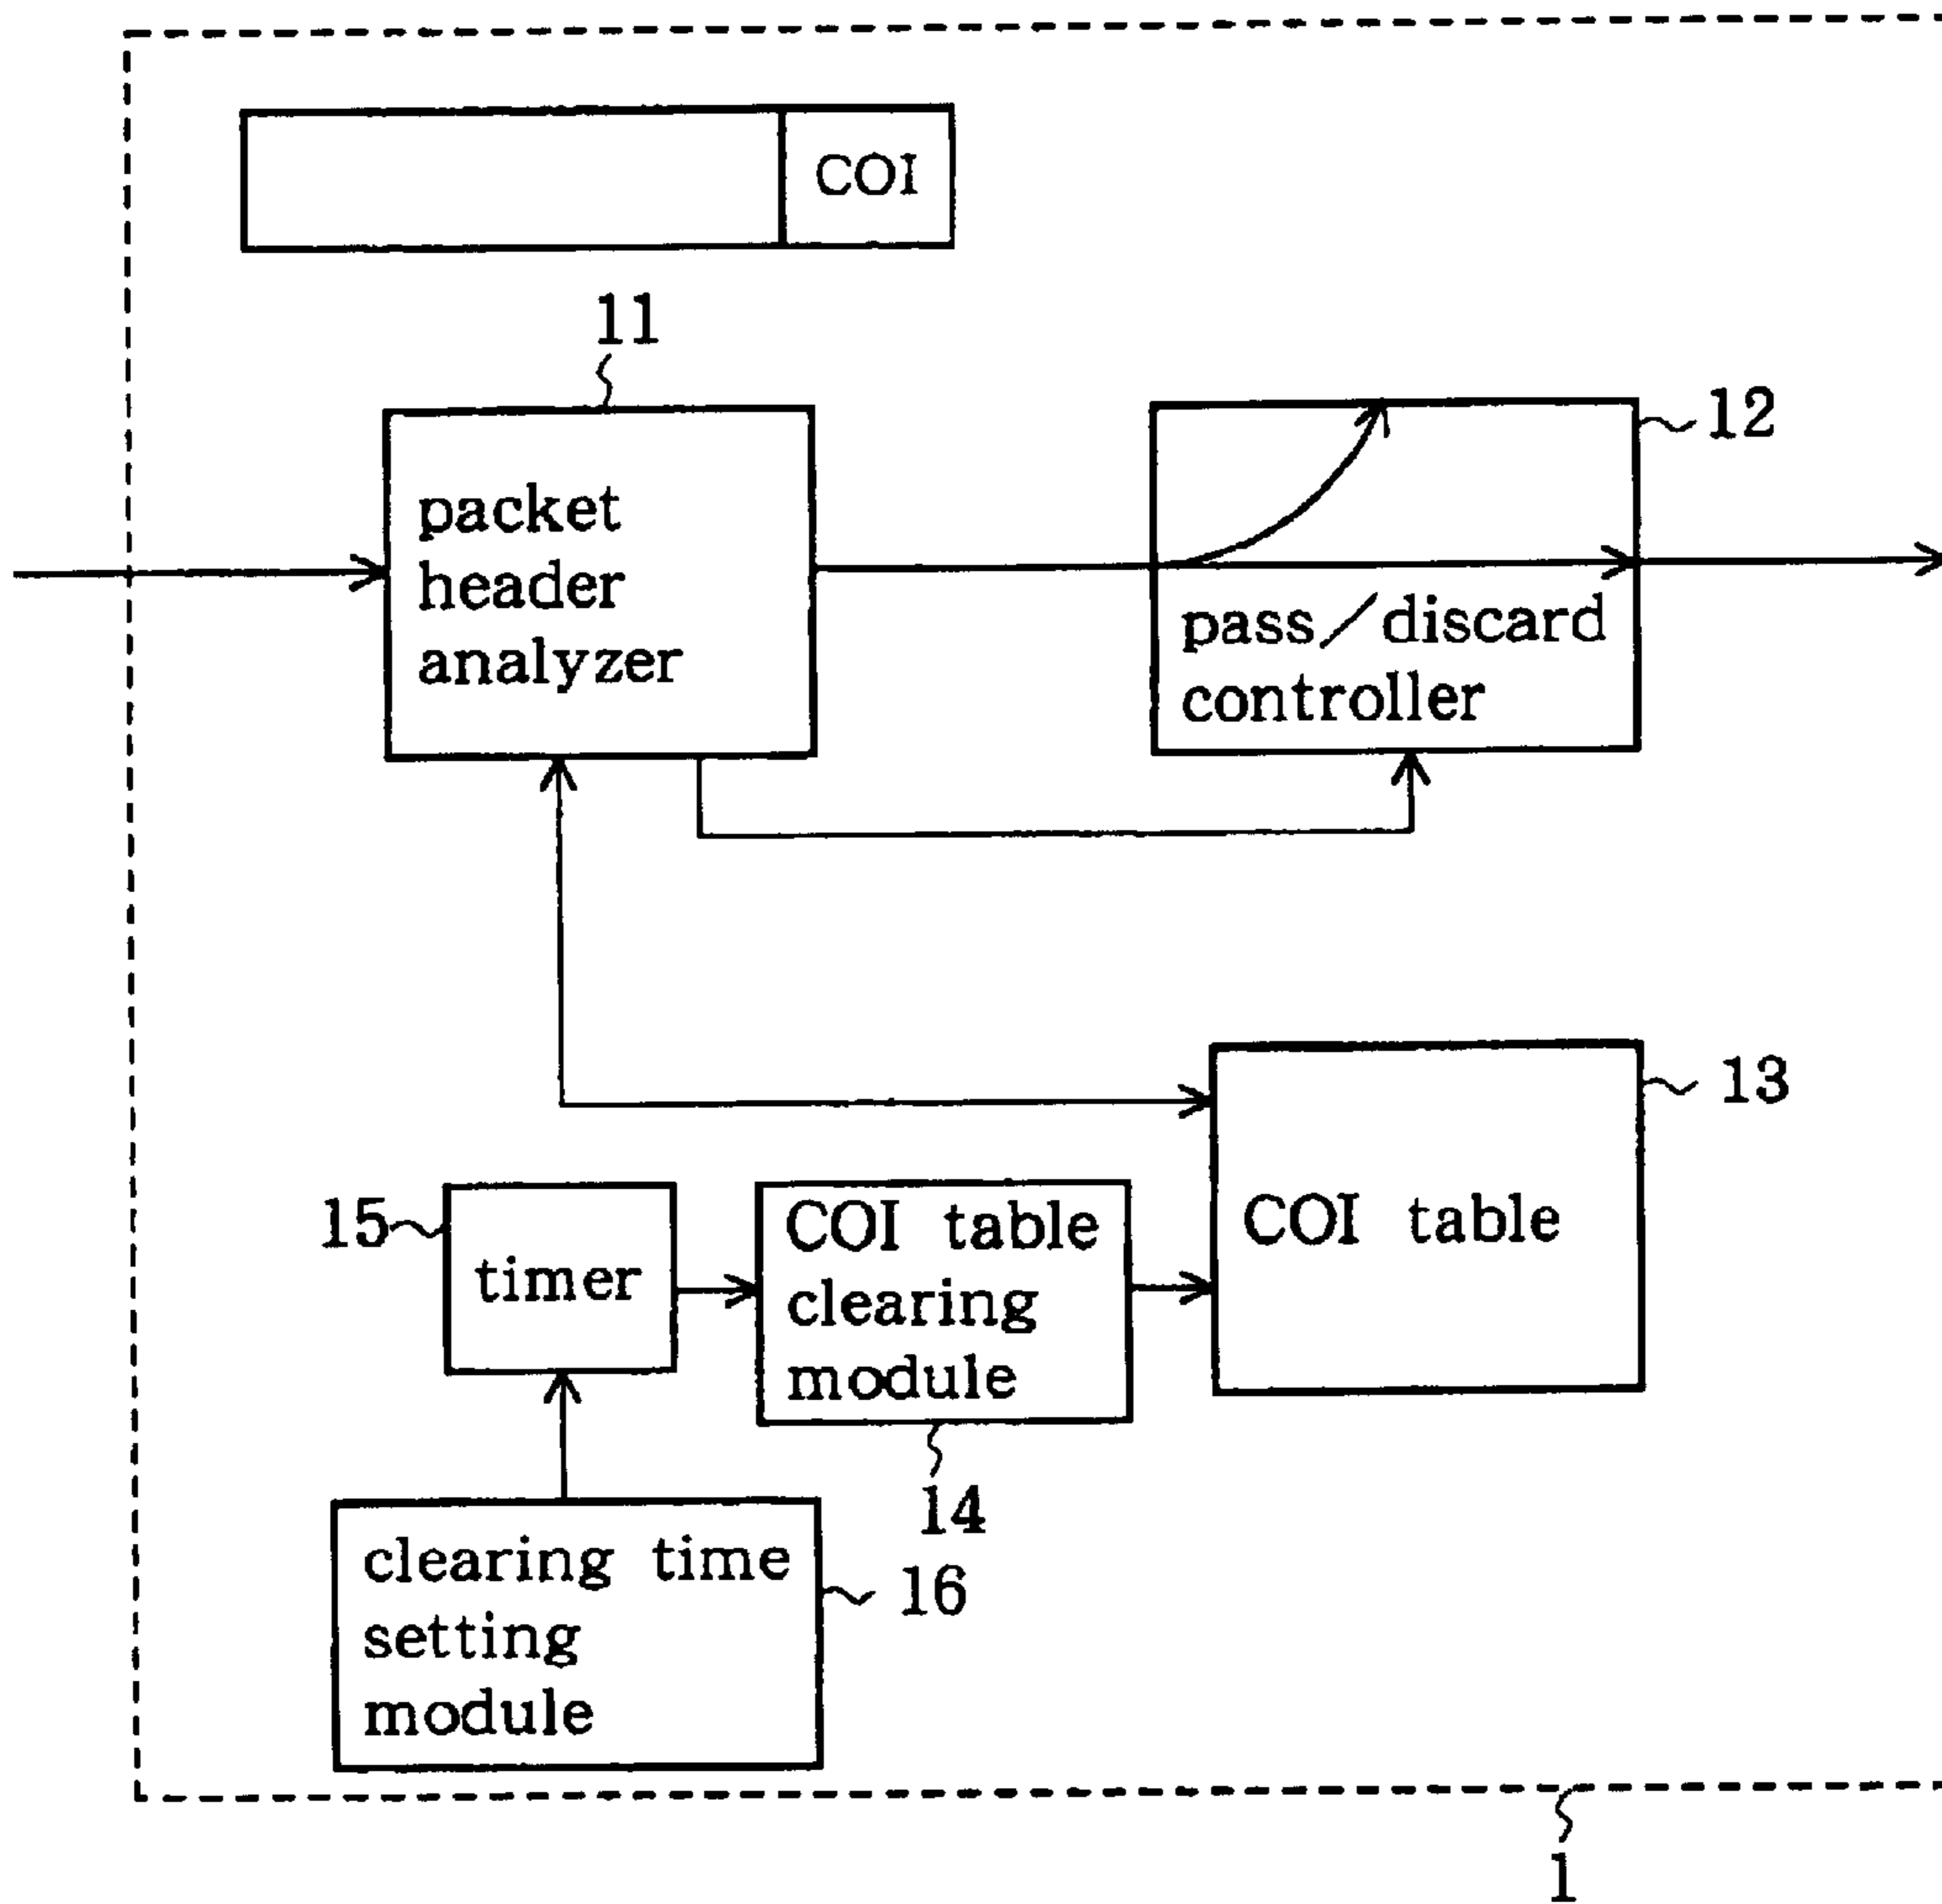 COI
11
12
packet
header
analyzer
pass/discard
controller
13
15
timer
COI table
clearing
module
COI table
14
clearing time
setting
module
16
1